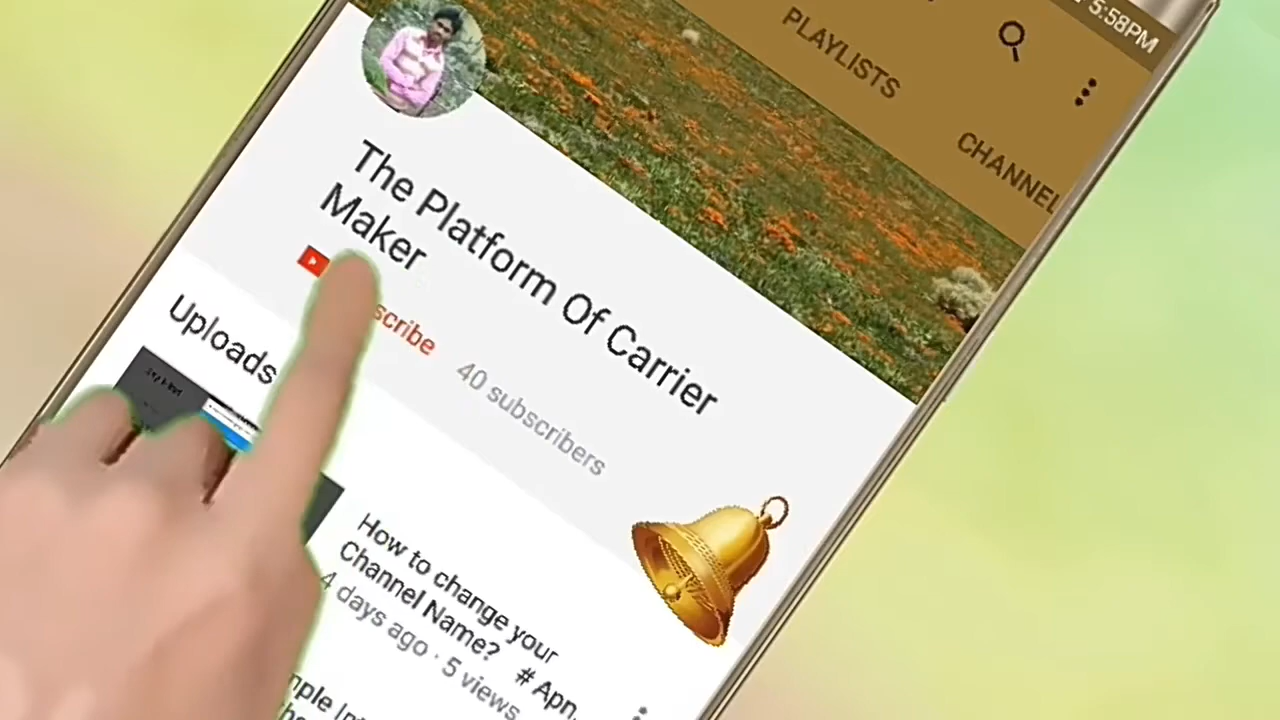 5:58PM
PLAYLISTS
CHANNEL
The Platform Of Carrier
Maker
scribe
40 subscribers
Uploads
How to change your
Channel Name? # Apn.
4 days ago · 5 views